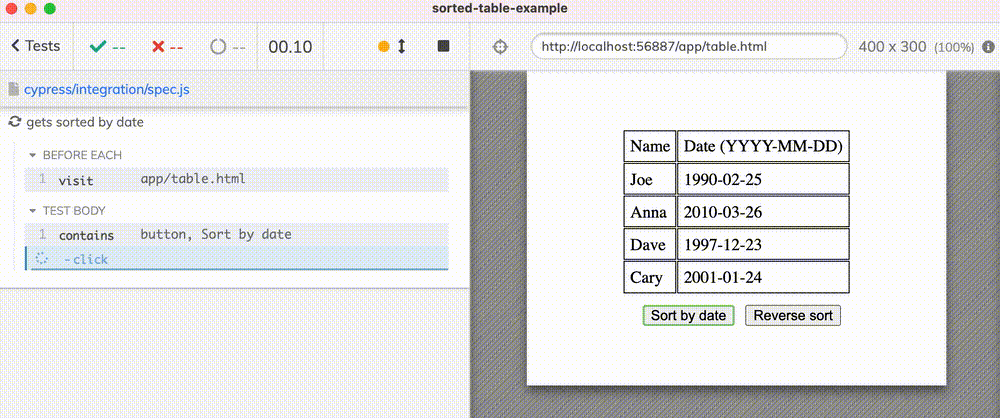 sorted-table-example
Tests -- -- -- 00.10
http://localhost:56887/app/table.html 400 x 300 (100%)
cypress/integration/spec.js
gets sorted by date
BEFORE EACH
1 visit app/table.html
TEST BODY
1 contains button, Sort by date
-click
Name Date (YYYY-MM-DD)
Joe 1990-02-25
Anna 2010-03-26
Dave 1997-12-23
Cary 2001-01-24
Sort by date Reverse sort